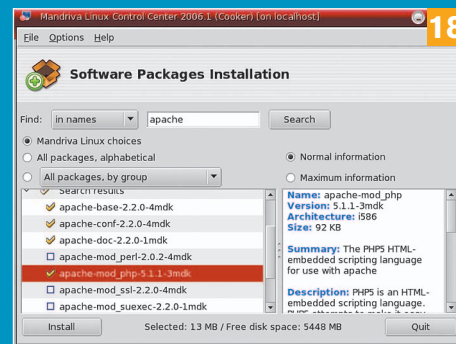 Mandriva Linux Control Center 2006.1 (Cooker) [on localhost]
18
File Options Help
Software Packages Installation
Find: in names apache Search
Mandriva Linux choices
All packages, alphabetical
Normal information
All packages, by group
Maximum information
Search results
apache-base-2.2.0-4mdk
apache-conf-2.2.0-4mdk
apache-doc-2.2.0-1mdk
apache-mod_perl-2.0.2-4mdk
apache-mod_php-5.1.1-3mdk
apache-mod_ssl-2.2.0-4mdk
apache-mod_suexec-2.2.0-1mdk
Name: apache-mod_php
Version: 5.1.1-3mdk
Architecture: i586
Size: 92 KB
Summary: The PHP5 HTML-
embedded scripting language
for use with apache
Description: PHP5 is an HTML-
embedded scripting language.
PHP5 attempts to make it easy
Install Selected: 13 MB / Free disk space: 5448 MB Quit